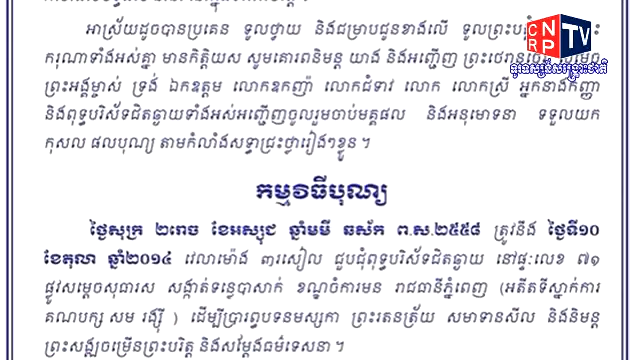 អាស្រ័យដូចបានប្រគេន ទូលថ្វាយ និងជម្រាបជូនខាងលើ ទូលព្រះបង្គំ
ករុណាទាំងអស់គ្នា មានកិត្តិយស សូមគោរពនិមន្ត យាង និងអញ្ជើញ ព្រះថេរានុត្ថេរៈ សម្តេច
ព្រះអង្គម្ចាស់ ទ្រង់ ឯកឧត្តម លោកឧកញ៉ា លោកជំទាវ លោក លោកស្រី អ្នកនាងកញ្ញា
និងពុទ្ធបរិស័ទជិតឆ្ងាយទាំងអស់អញ្ជើញចូលរួមចាប់មគ្គផល និងអនុមោទនា ទទួលយក
កុសល ផលបុណ្យ តាមកំលាំងសទ្ធាជ្រះថ្លារៀងៗខ្លួន ។
កម្មវិធីបុណ្យ
ថ្ងៃសុក្រ ២រោច ខែអស្សុជ ឆ្នាំមមី ឆស័ក ព.ស.២៥៥៨ ត្រូវនឹង ថ្ងៃទី១០
ខែតុលា ឆ្នាំ២០១៤ វេលាម៉ោង ៣រសៀល ជួបជុំពុទ្ធបរិស័ទជិតឆ្ងាយ នៅផ្ទះលេខ ៧១
ផ្លូវសម្តេចសុធារស សង្កាត់ទន្លេបាសាក់ ខណ្ឌចំការមន រាជធានីភ្នំពេញ (អតីតទីស្នាក់ការ
គណបក្ស សម រង្ស៊ី ) ដើម្បីប្រារព្ធបទនមស្សកា ព្រះរតនត្រ័យ សមាទានសីល និងនិមន្ត
ព្រះសង្ឃចម្រើនព្រះបរិត្ត និងសម្តែងធម៌ទេសនា ។
CNRP TV